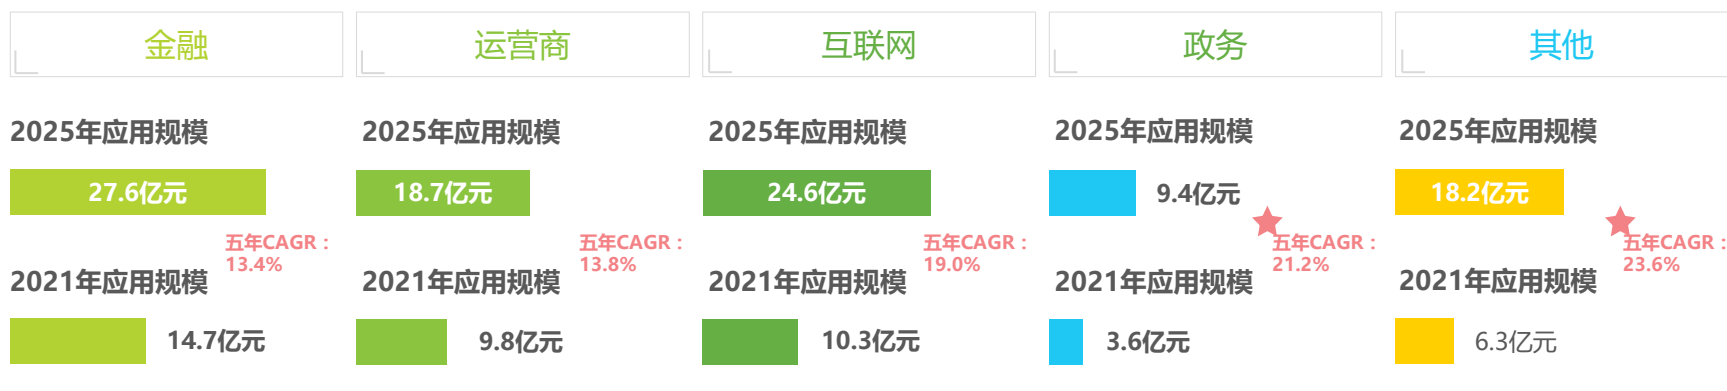 金融
2025年应用规模
27.6亿元
五年CAGR：
13.4%
2021年应用规模
14.7亿元
运营商
2025年应用规模
18.7亿元
五年CAGR：
13.8%
2021年应用规模
9.8亿元
互联网
2025年应用规模
24.6亿元
五年CAGR：
19.0%
2021年应用规模
10.3亿元
政务
2025年应用规模
9.4亿元
五年CAGR：
21.2%
2021年应用规模
3.6亿元
其他
2025年应用规模
18.2亿元
五年CAGR：
23.6%
2021年应用规模
6.3亿元